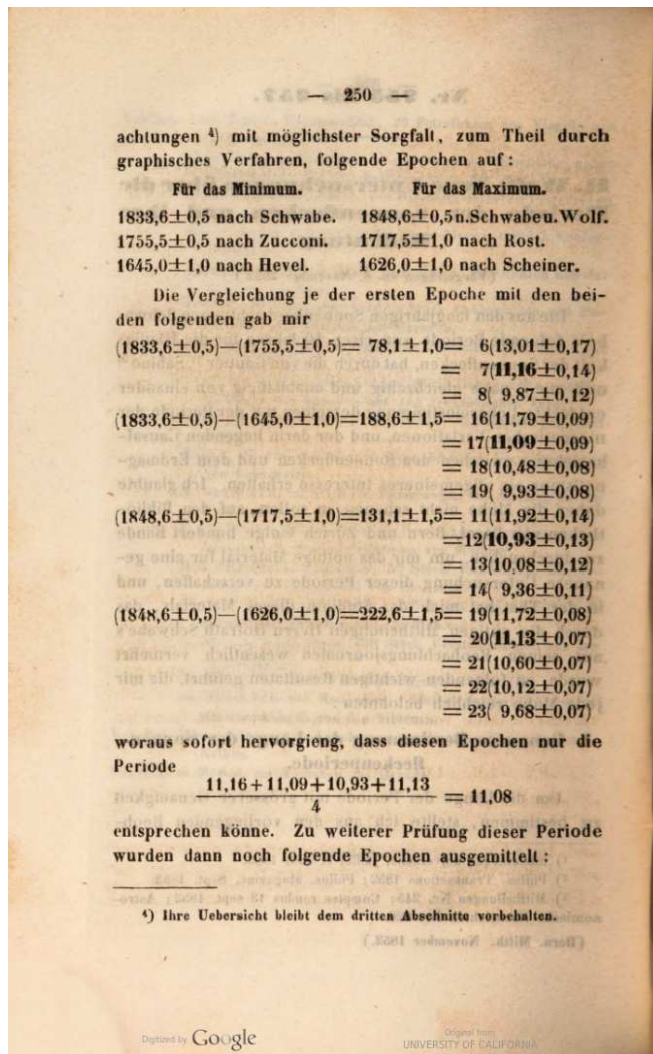 — 250 —
achtungen ⁴) mit möglichster Sorgfalt, zum Theil durch
graphisches Verfahren, folgende Epochen auf:
Für das Minimum. Für das Maximum.
1833,6±0,5 nach Schwabe. 1848,6±0,5 n. Schwabe u. Wolf.
1755,5±0,5 nach Zucconi. 1717,5±1,0 nach Rost.
1645,0±1,0 nach Hevel. 1626,0±1,0 nach Scheiner.
Die Vergleichung je der ersten Epoche mit den bei-
den folgenden gab mir
(1833,6±0,5)—(1755,5±0,5)= 78,1±1,0= 6(13,01±0,17)
= 7(11,16±0,14)
= 8( 9,87±0,12)
(1833,6±0,5)—(1645,0±1,0)=188,6±1,5= 16(11,79±0,09)
= 17(11,09±0,09)
= 18(10,48±0,08)
= 19( 9,93±0,08)
(1848,6±0,5)—(1717,5±1,0)=131,1±1,5= 11(11,92±0,14)
=12(10,93±0,13)
= 13(10,08±0,12)
= 14( 9,36±0,11)
(1848,6±0,5)—(1626,0±1,0)=222,6±1,5= 19(11,72±0,08)
= 20(11,13±0,07)
= 21(10,60±0,07)
= 22(10,12±0,07)
= 23( 9,68±0,07)
woraus sofort hervorgieng, dass diesen Epochen nur die
Periode
11,16+11,09+10,93+11,13
4
= 11,08
entsprechen könne. Zu weiterer Prüfung dieser Periode
wurden dann noch folgende Epochen ausgemittelt:
⁴) Ihre Uebersicht bleibt dem dritten Abschnitte vorbehalten.
Digitized by Google
Original from
UNIVERSITY OF CALIFORNIA